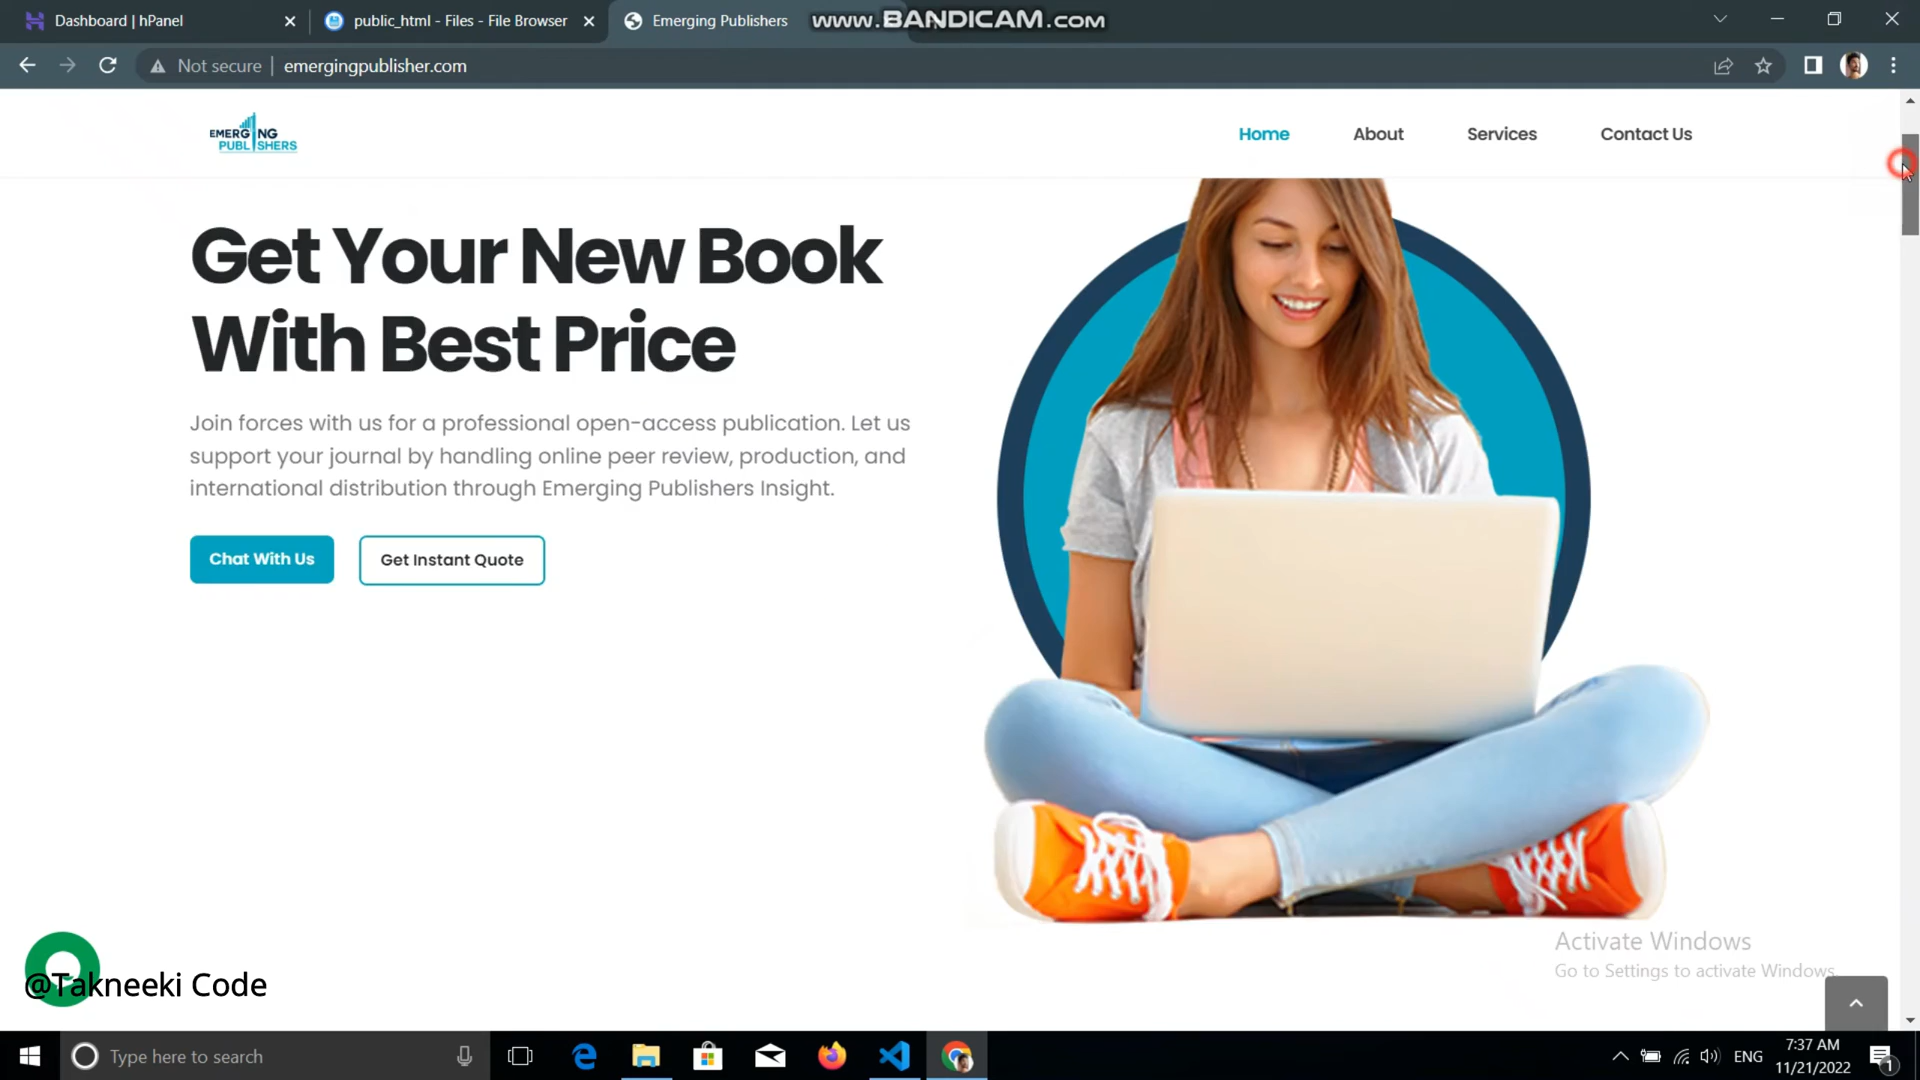 Dashboard | hPanel
public_html - Files - File Browser
Emerging Publishers
www.BANDICAM.com
Not secure
emergingpublisher.com
EMERGING
PUBLISHERS
Home
About
Services
Contact Us
Get Your New Book
With Best Price
Join forces with us for a professional open-access publication. Let us
support your journal by handling online peer review, production, and
international distribution through Emerging Publishers Insight.
Chat With Us
Get Instant Quote
Activate Windows
Go to Settings to activate Windows.
@Takneeki Code
Type here to search
ENG
7:37 AM
11/21/2022
1